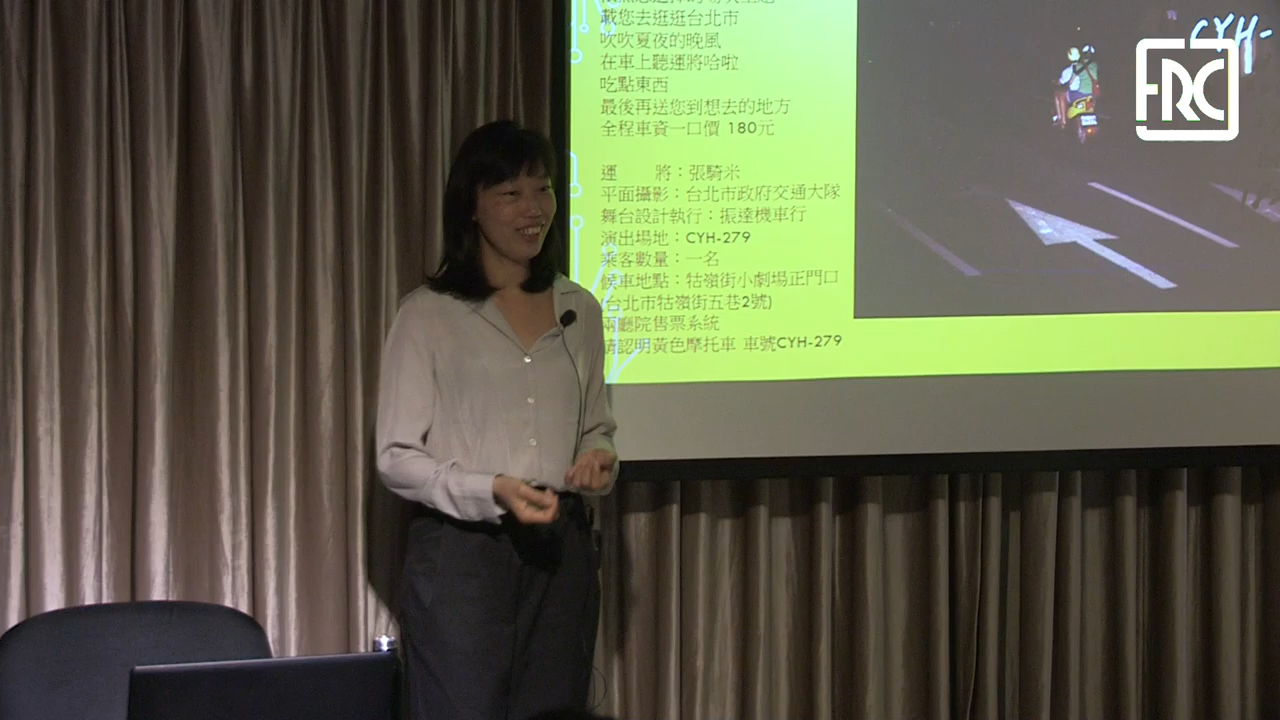 載您去逛逛台北市
吹吹夏夜的晚風
在車上聽運將哈啦
吃點東西
最後再送您到想去的地方
全程車資一口價 180元
運　　將：張騎米
平面攝影：台北市政府交通大隊
舞台設計執行：振達機車行
演出場地：CYH-279
乘客數量：一名
候車地點：牯嶺街小劇場正門口
(台北市牯嶺街五巷2號)
兩廳院售票系統
請認明黃色摩托車 車號CYH-279
CYH-
FRC